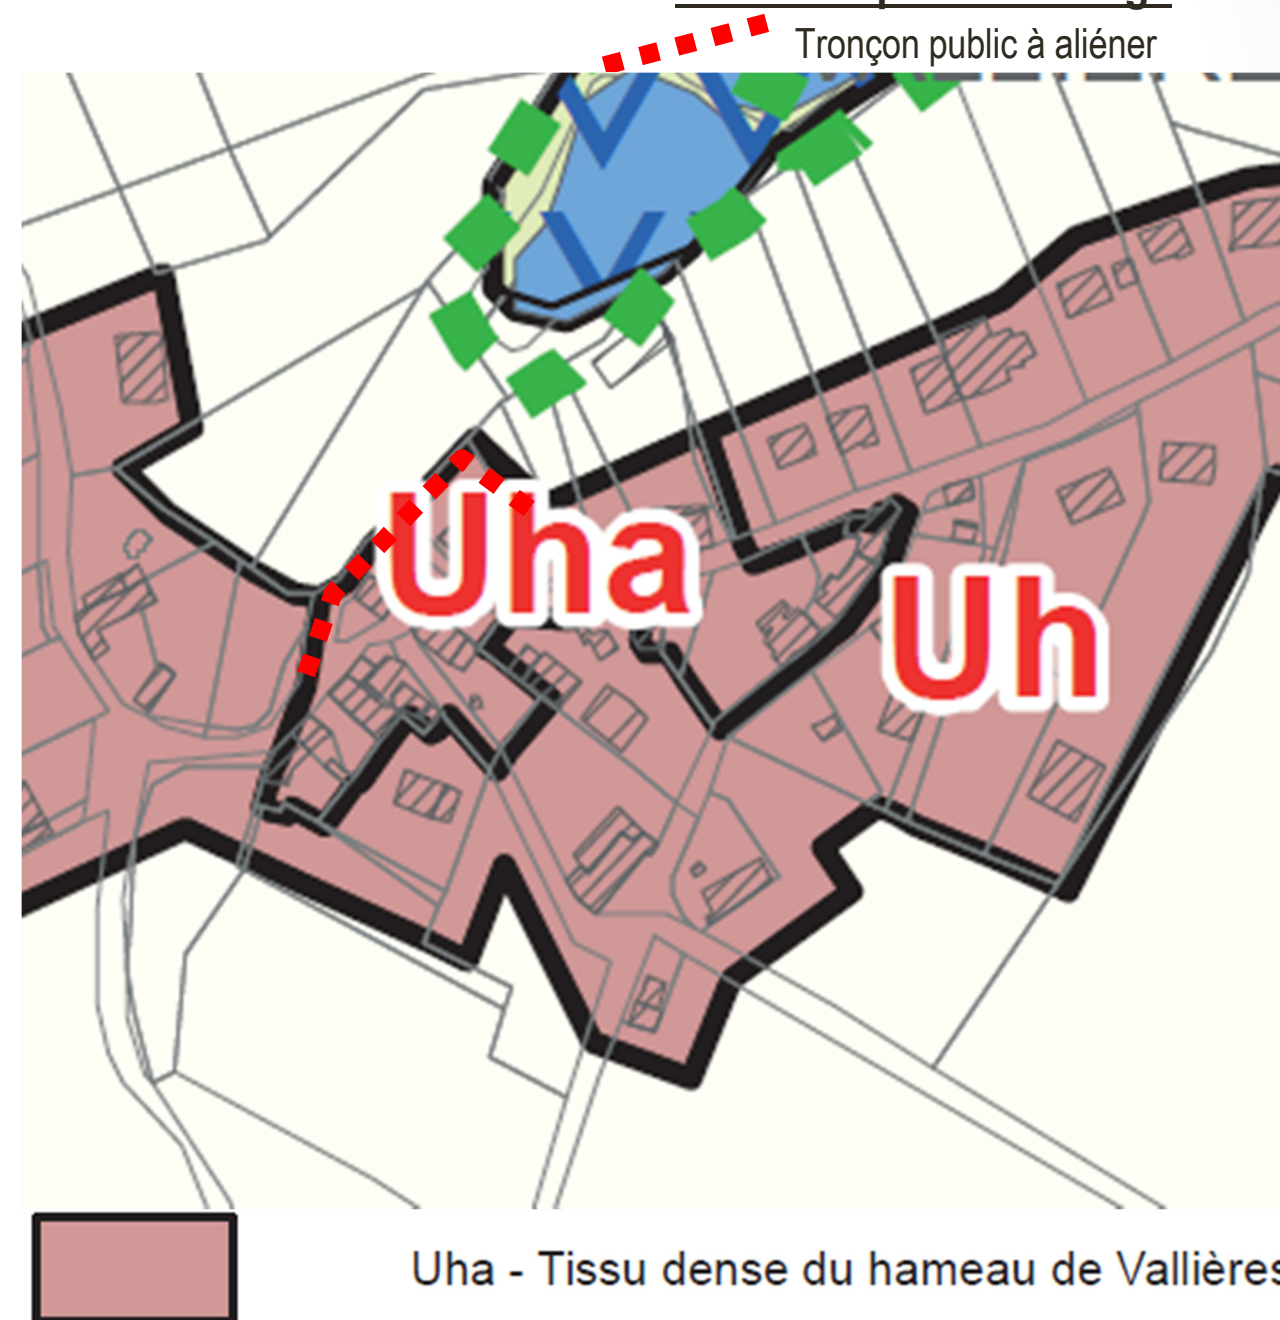 Tronçon public à aliéner
Uha
Uh
Uha - Tissu dense du hameau de Vallières